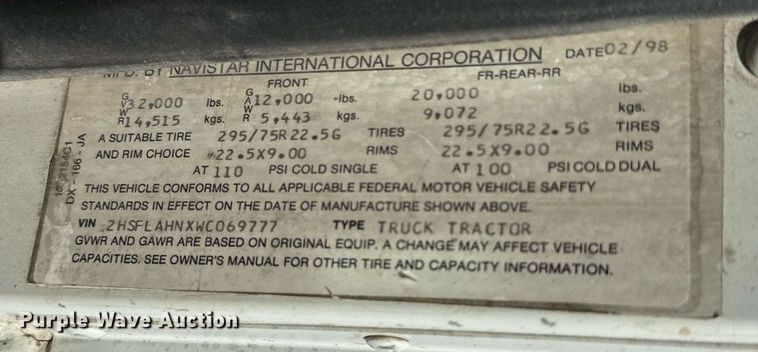 MFD. BY NAVISTAR INTERNATIONAL CORPORATION DATE 02/98
FRONT FR-REAR-RR
GVWR 32,000 lbs. GAWR 12,000 -lbs. 20,000 lbs.
14,515 kgs. 5,443 kgs. 9,072 kgs.
A SUITABLE TIRE 295/75R22.5G TIRES 295/75R22.5G TIRES
AND RIM CHOICE 22.5X9.00 RIMS 22.5X9.00 RIMS
AT 110 PSI COLD SINGLE AT 100 PSI COLD DUAL
THIS VEHICLE CONFORMS TO ALL APPLICABLE FEDERAL MOTOR VEHICLE SAFETY
STANDARDS IN EFFECT ON THE DATE OF MANUFACTURE SHOWN ABOVE.
VIN 2HSFLAHNXWC069777 TYPE TRUCK TRACTOR
GVWR AND GAWR ARE BASED ON ORIGINAL EQUIP. A CHANGE MAY AFFECT VEHICLE
CAPACITIES. SEE OWNER'S MANUAL FOR OTHER TIRE AND CAPACITY INFORMATION.
DX - 166 - JA
Purple Wave Auction